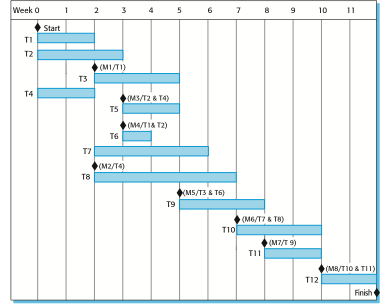 Week 0 1 2 3 4 5 6 7 8 9 10 11
Start
T1
T2
(M1/T1)
T3
T4
(M3/T2 & T4)
T5
(M4/T1& T2)
T6
T7
(M2/T4)
T8
(M5/T3 & T6)
T9
(M6/T7 & T8)
T10
(M7/T 9)
T11
(M8/T10 & T11)
T12
Finish